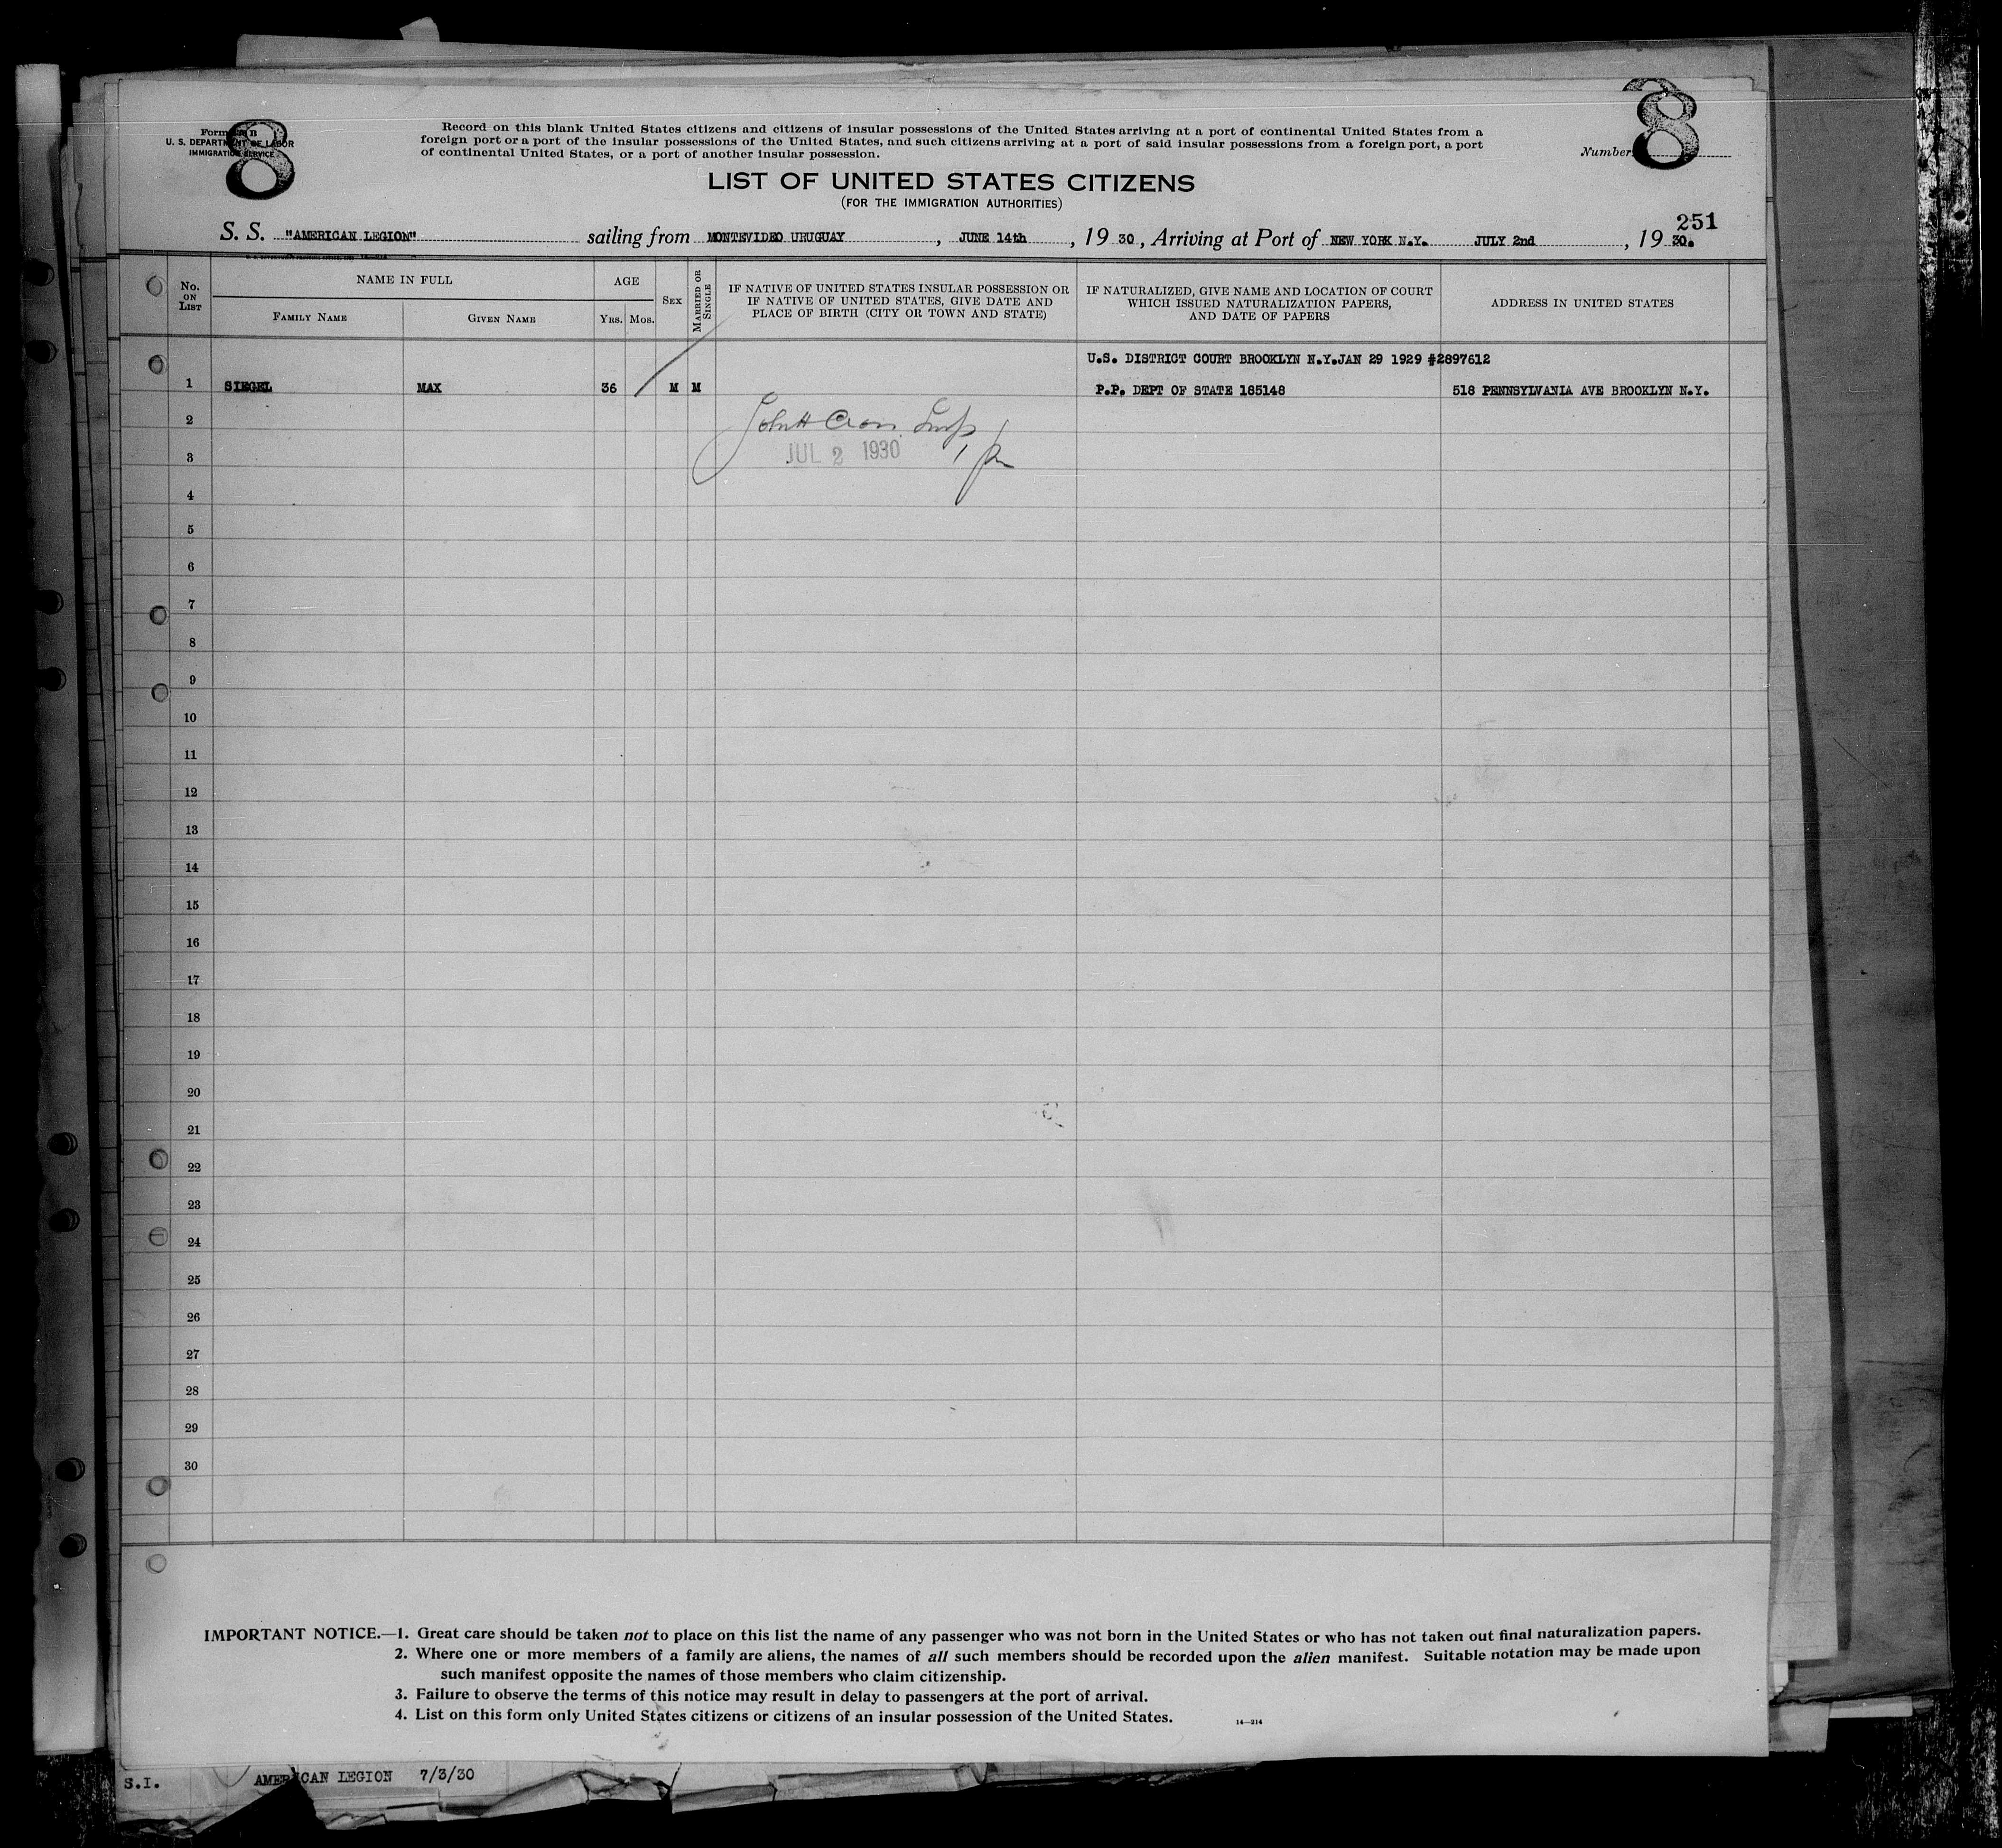 8
8
Form B
U. S. DEPARTMENT OF LABOR
IMMIGRATION SERVICE
Record on this blank United States citizens and citizens of insular possessions of the United States arriving at a port of continental United States from a
foreign port or a port of the insular possessions of the United States, and such citizens arriving at a port of said insular possessions from a foreign port, a port
of continental United States, or a port of another insular possession.
Number
LIST OF UNITED STATES CITIZENS
(FOR THE IMMIGRATION AUTHORITIES)
251
S. S. "AMERICAN LEGION" sailing from MONTEVIDEO URUGUAY, JUNE 14th, 19 30, Arriving at Port of NEW YORK N.Y. JULY 2nd, 19 30.
No. ON LIST
NAME IN FULL
FAMILY NAME
GIVEN NAME
AGE
YRS. MOS.
SEX
MARRIED OR SINGLE
IF NATIVE OF UNITED STATES INSULAR POSSESSION OR
IF NATIVE OF UNITED STATES, GIVE DATE AND
PLACE OF BIRTH (CITY OR TOWN AND STATE)
IF NATURALIZED, GIVE NAME AND LOCATION OF COURT
WHICH ISSUED NATURALIZATION PAPERS,
AND DATE OF PAPERS
ADDRESS IN UNITED STATES
U.S. DISTRICT COURT BROOKLYN N.Y.JAN 29 1929 #2897612
1 SIEGEL MAX 36 M M P.P. DEPT OF STATE 185148 518 PENNSYLVANIA AVE BROOKLYN N.Y.
2
JUL 2 1930
3
4
5
6
7
8
9
10
11
12
13
14
15
16
17
18
19
20
21
22
23
24
25
26
27
28
29
30
IMPORTANT NOTICE.—1. Great care should be taken not to place on this list the name of any passenger who was not born in the United States or who has not taken out final naturalization papers.
2. Where one or more members of a family are aliens, the names of all such members should be recorded upon the alien manifest. Suitable notation may be made upon
such manifest opposite the names of those members who claim citizenship.
3. Failure to observe the terms of this notice may result in delay to passengers at the port of arrival.
4. List on this form only United States citizens or citizens of an insular possession of the United States.
14—214
S.I. AMERICAN LEGION 7/3/30